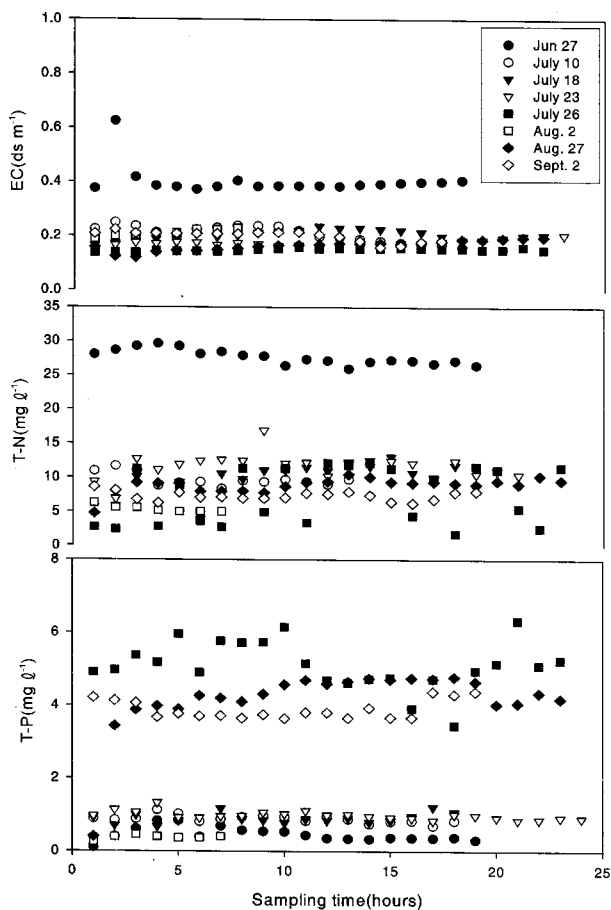 1.0
0.8
0.6
0.4
0.2
0.0
EC(ds m⁻¹)
Jun 27
July 10
July 18
July 23
July 26
Aug. 2
Aug. 27
Sept. 2
35
30
25
20
15
10
5
0
T-N(mg ℓ⁻¹)
8
6
4
2
0
T-P(mg ℓ⁻¹)
0 5 10 15 20 25
Sampling time(hours)